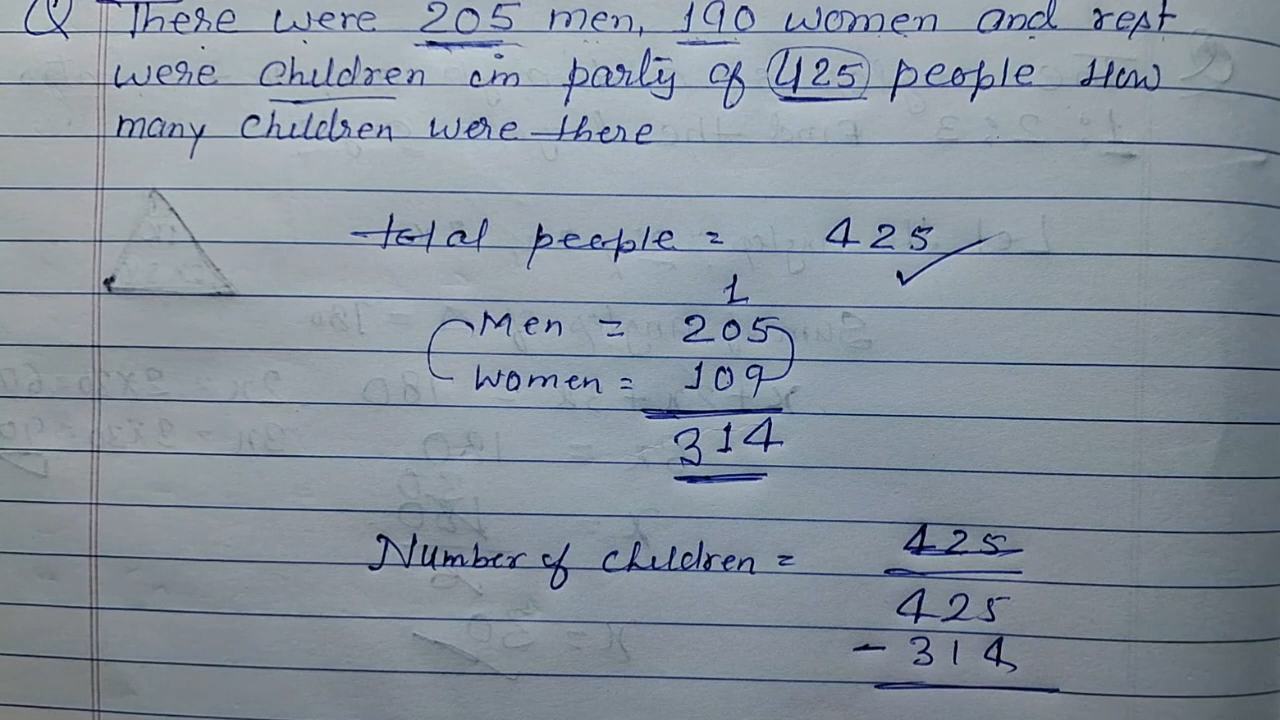 Q There were 205 men, 190 women and rest
were children in party of 425 people How
many children were there
total people = 425
1
Men = 205
Women = 109
314
Number of children = 425
425
- 314